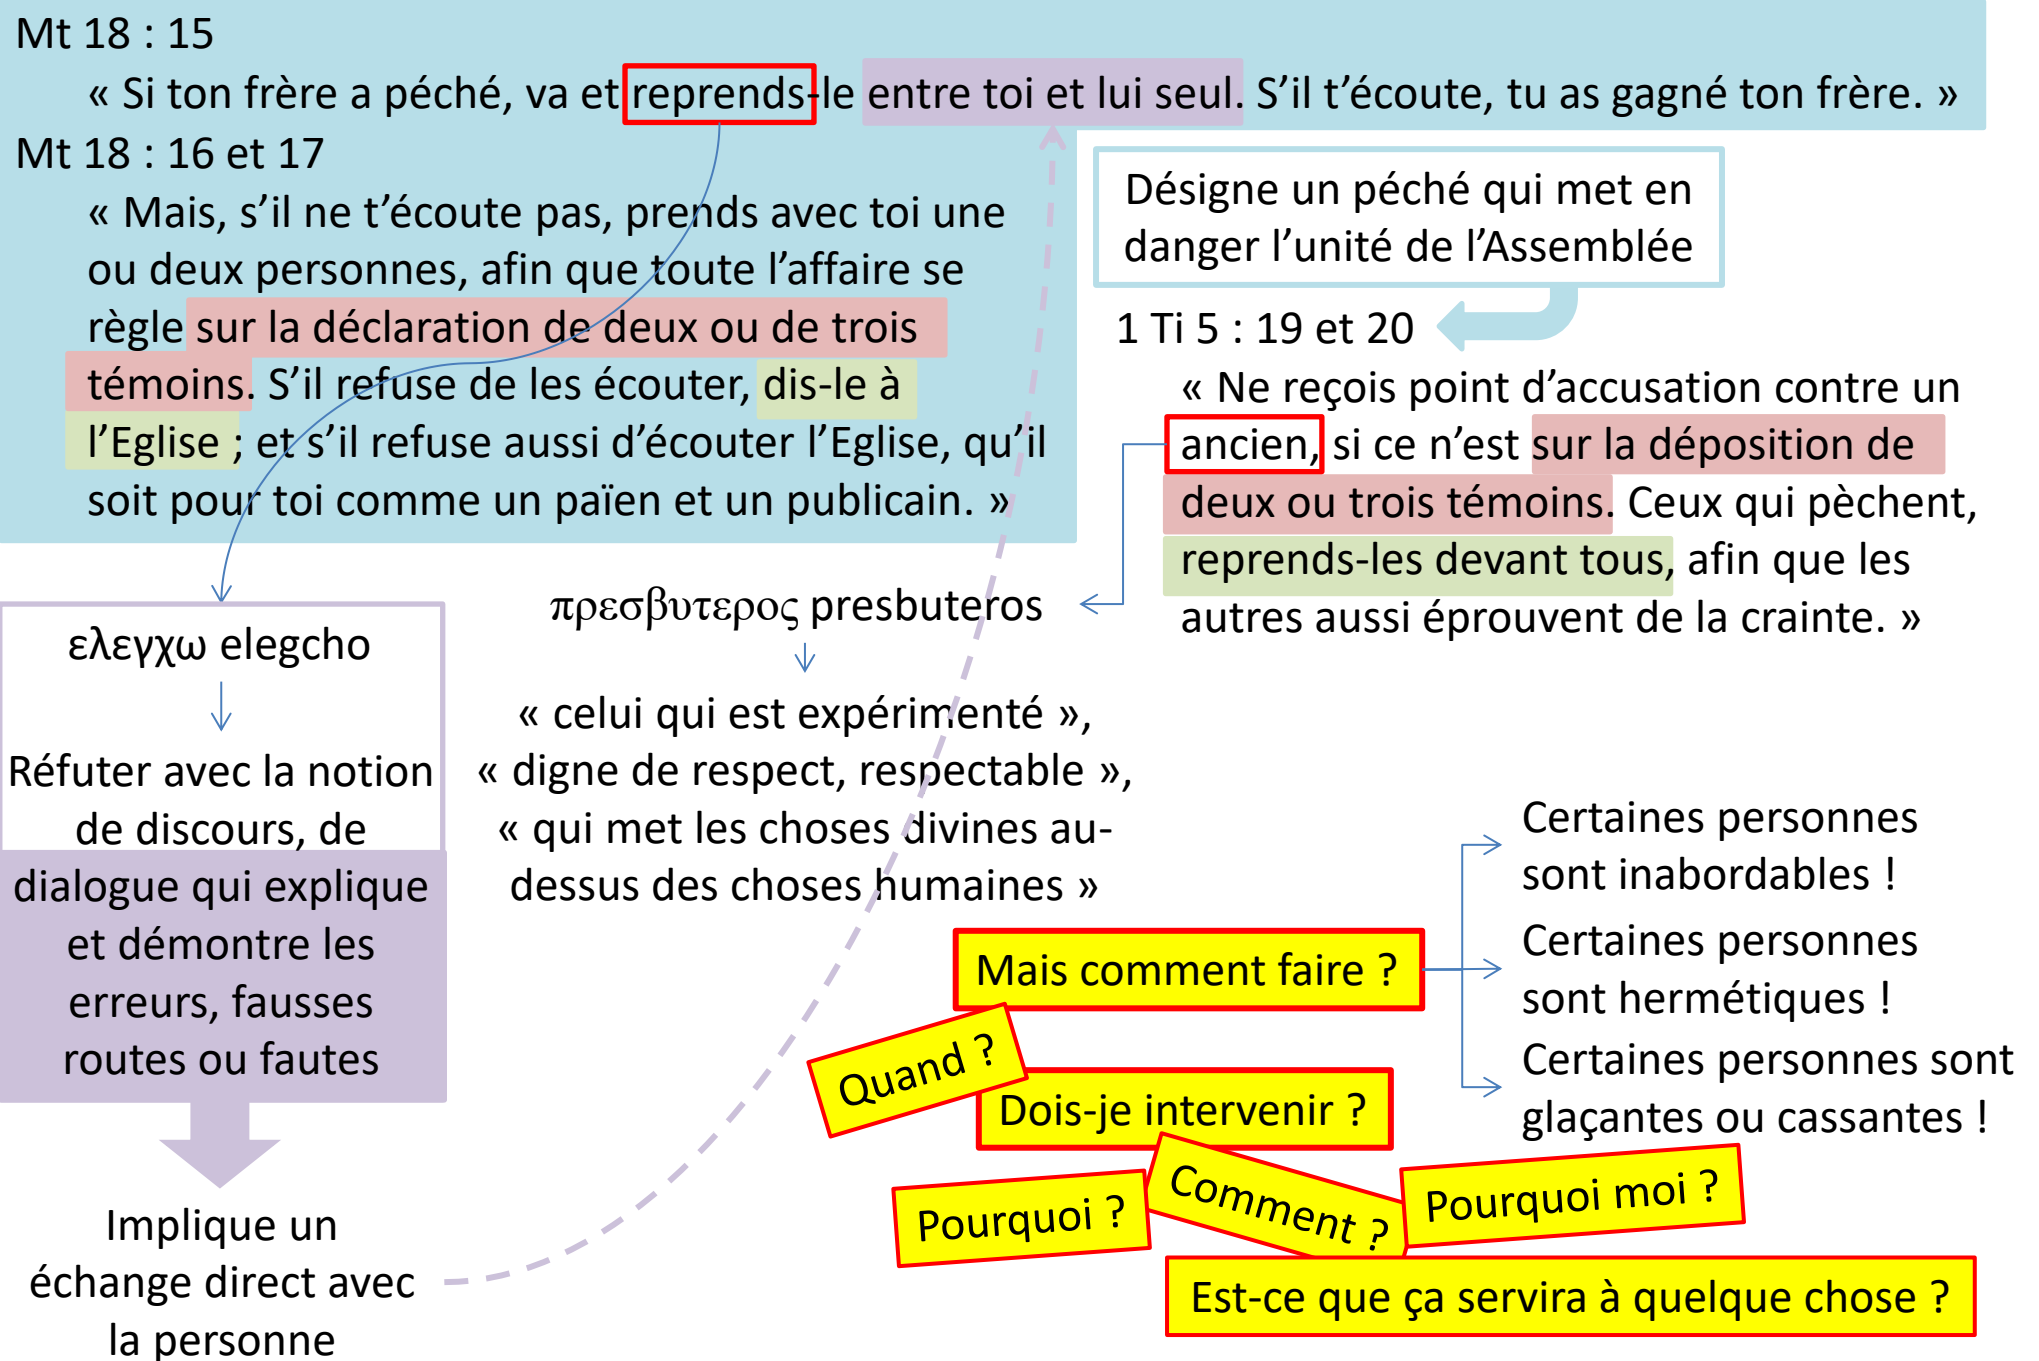 Mt 18 : 15
« Si ton frère a péché, va et reprends-le entre toi et lui seul. S'il t'écoute, tu as gagné ton frère. »
Mt 18 : 16 et 17
« Mais, s'il ne t'écoute pas, prends avec toi une
ou deux personnes, afin que toute l'affaire se
règle sur la déclaration de deux ou de trois
témoins. S'il refuse de les écouter, dis-le à
l'Eglise ; et s'il refuse aussi d'écouter l'Eglise, qu'il
soit pour toi comme un païen et un publicain. »
Désigne un péché qui met en
danger l'unité de l'Assemblée
1 Ti 5 : 19 et 20
« Ne reçois point d'accusation contre un
ancien, si ce n'est sur la déposition de
deux ou trois témoins. Ceux qui pèchent,
reprends-les devant tous, afin que les
autres aussi éprouvent de la crainte. »
ελεγχω elegcho
Réfuter avec la notion
de discours, de
dialogue qui explique
et démontre les
erreurs, fausses
routes ou fautes
Implique un
échange direct avec
la personne
πρεσβυτερος presbuteros
« celui qui est expérimenté »,
« digne de respect, respectable »,
« qui met les choses divines au-
dessus des choses humaines »
Mais comment faire ?
Certaines personnes
sont inabordables !
Certaines personnes
sont hermétiques !
Certaines personnes sont
glaçantes ou cassantes !
Quand ?
Dois-je intervenir ?
Pourquoi ?
Comment ?
Pourquoi moi ?
Est-ce que ça servira à quelque chose ?